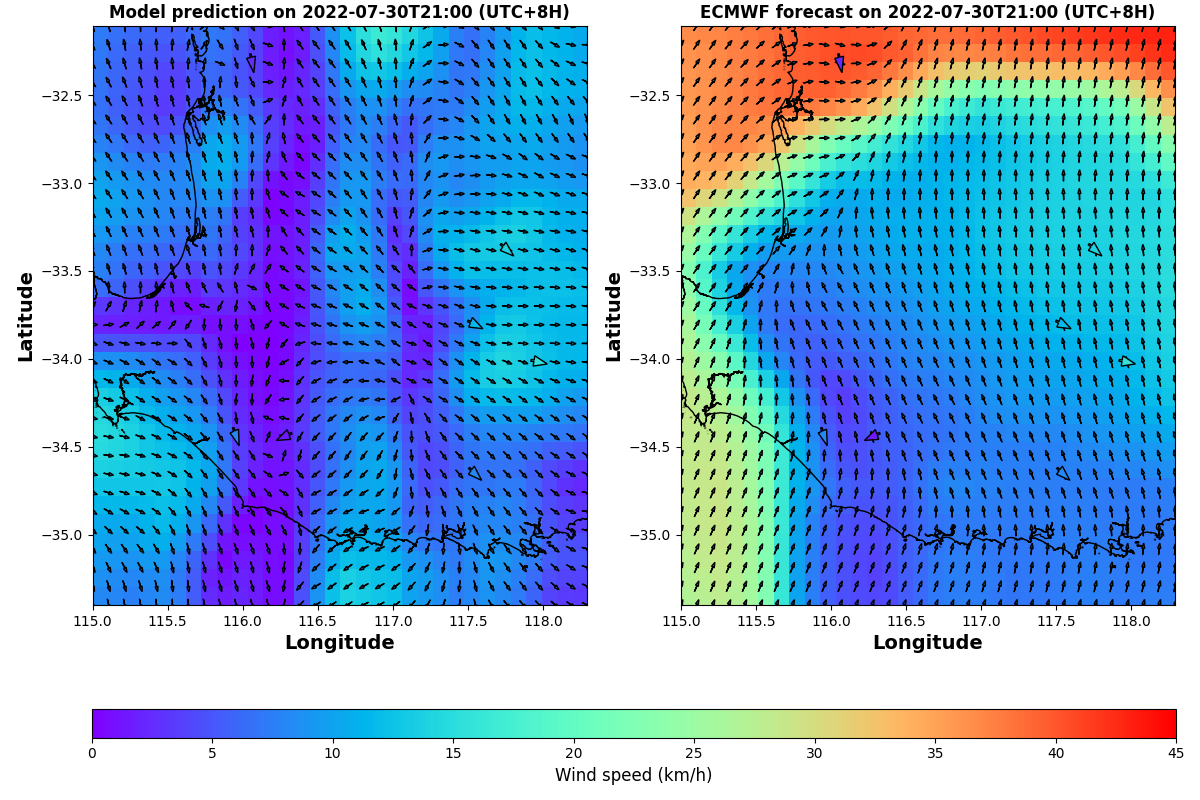 Model prediction on 2022-07-30T21:00 (UTC+8H)
ECMWF forecast on 2022-07-30T21:00 (UTC+8H)
Latitude
−32.5
−33.0
−33.5
−34.0
−34.5
−35.0
115.0 115.5 116.0 116.5 117.0 117.5 118.0
Longitude
Latitude
−32.5
−33.0
−33.5
−34.0
−34.5
−35.0
115.0 115.5 116.0 116.5 117.0 117.5 118.0
Longitude
0 5 10 15 20 25 30 35 40 45
Wind speed (km/h)